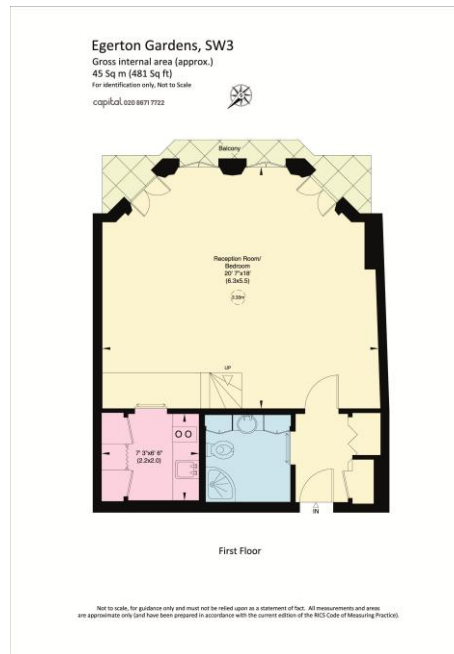 Egerton Gardens, SW3
Gross internal area (approx.)
45 Sq m (481 Sq ft)
For identification only, Not to Scale
capital. 020 8671 7722
Balcony
Reception Room/
Bedroom
20' 7"x18'
(6.3x5.5)
UP
7' 3"x6' 6"
(2.2x2.0)
IN
First Floor
Not to scale, for guidance only and must not be relied upon as a statement of fact. All measurements and areas
are approximate only (and have been prepared in accordance with the current edition of the RICS Code of Measuring Practice).